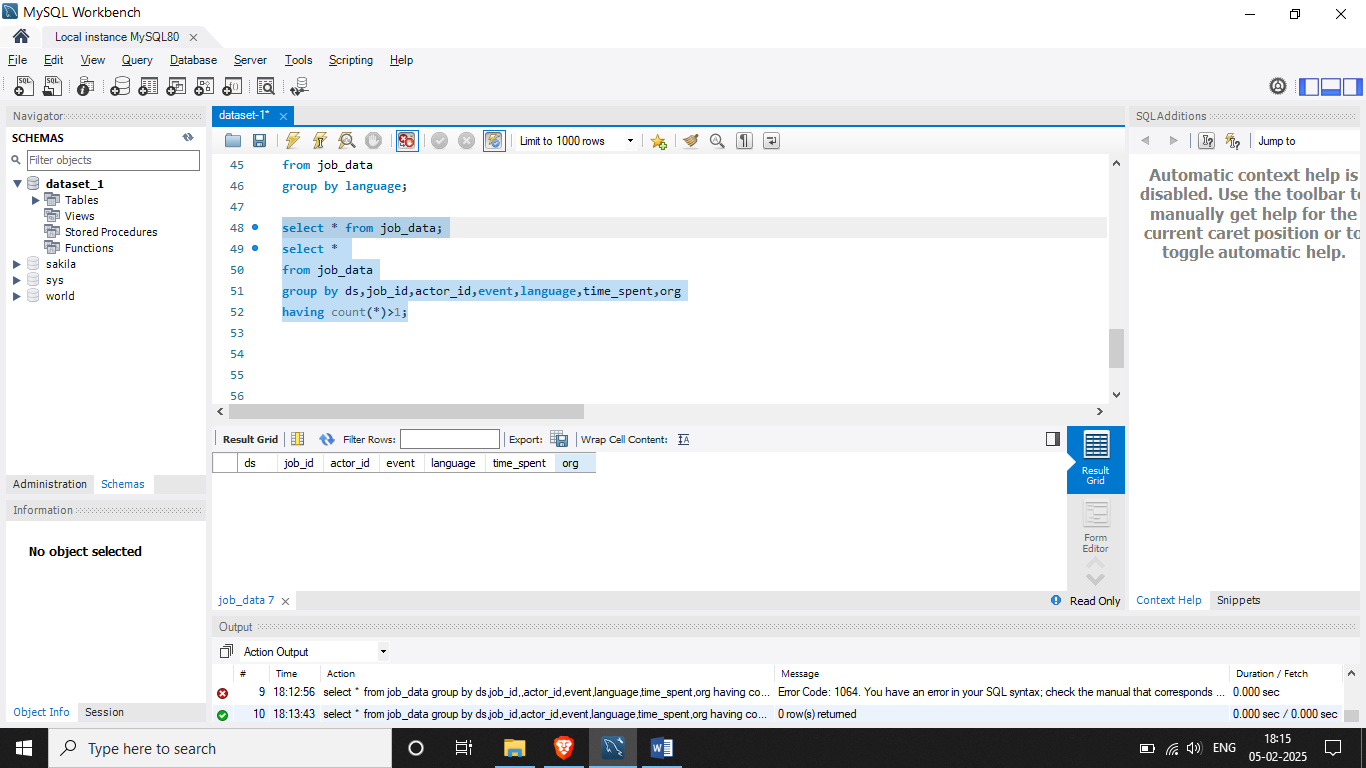 MySQL Workbench
Local instance MySQL80
File Edit View Query Database Server Tools Scripting Help
Navigator
SCHEMAS
Filter objects
dataset_1
Tables
Views
Stored Procedures
Functions
sakila
sys
world
Administration Schemas
Information
No object selected
Object Info Session
dataset-1*
Limit to 1000 rows
45 from job_data
46 group by language;
47
48 select * from job_data;
49 select *
50 from job_data
51 group by ds,job_id,actor_id,event,language,time_spent,org
52 having count(*)>1;
53
54
55
56
Result Grid Filter Rows: Export: Wrap Cell Content:
ds job_id actor_id event language time_spent org
Result
Grid
Form
Editor
job_data 7
Read Only
SQLAdditions
Jump to
Automatic context help is
disabled. Use the toolbar to
manually get help for the
current caret position or to
toggle automatic help.
Context Help Snippets
Output
Action Output
# Time Action Message Duration / Fetch
9 18:12:56 select * from job_data group by ds,job_id,,actor_id,event,language,time_spent,org having co... Error Code: 1064. You have an error in your SQL syntax; check the manual that corresponds ... 0.000 sec
10 18:13:43 select * from job_data group by ds,job_id,actor_id,event,language,time_spent,org having co... 0 row(s) returned 0.000 sec / 0.000 sec
Type here to search
ENG
18:15
05-02-2025